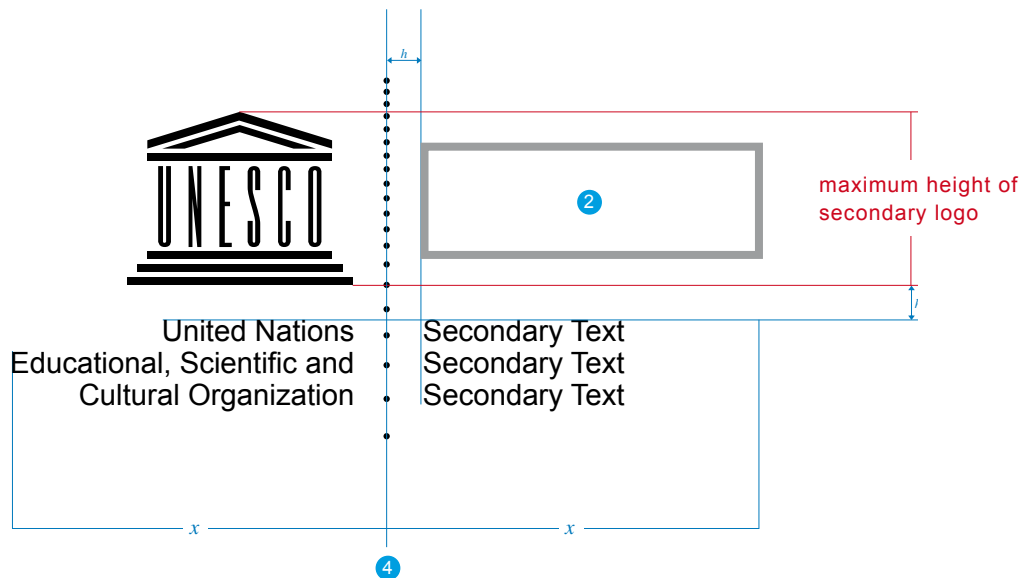 h
UNESCO
2
maximum height of
secondary logo
United Nations
Educational, Scientific and
Cultural Organization
Secondary Text
Secondary Text
Secondary Text
x
x
4